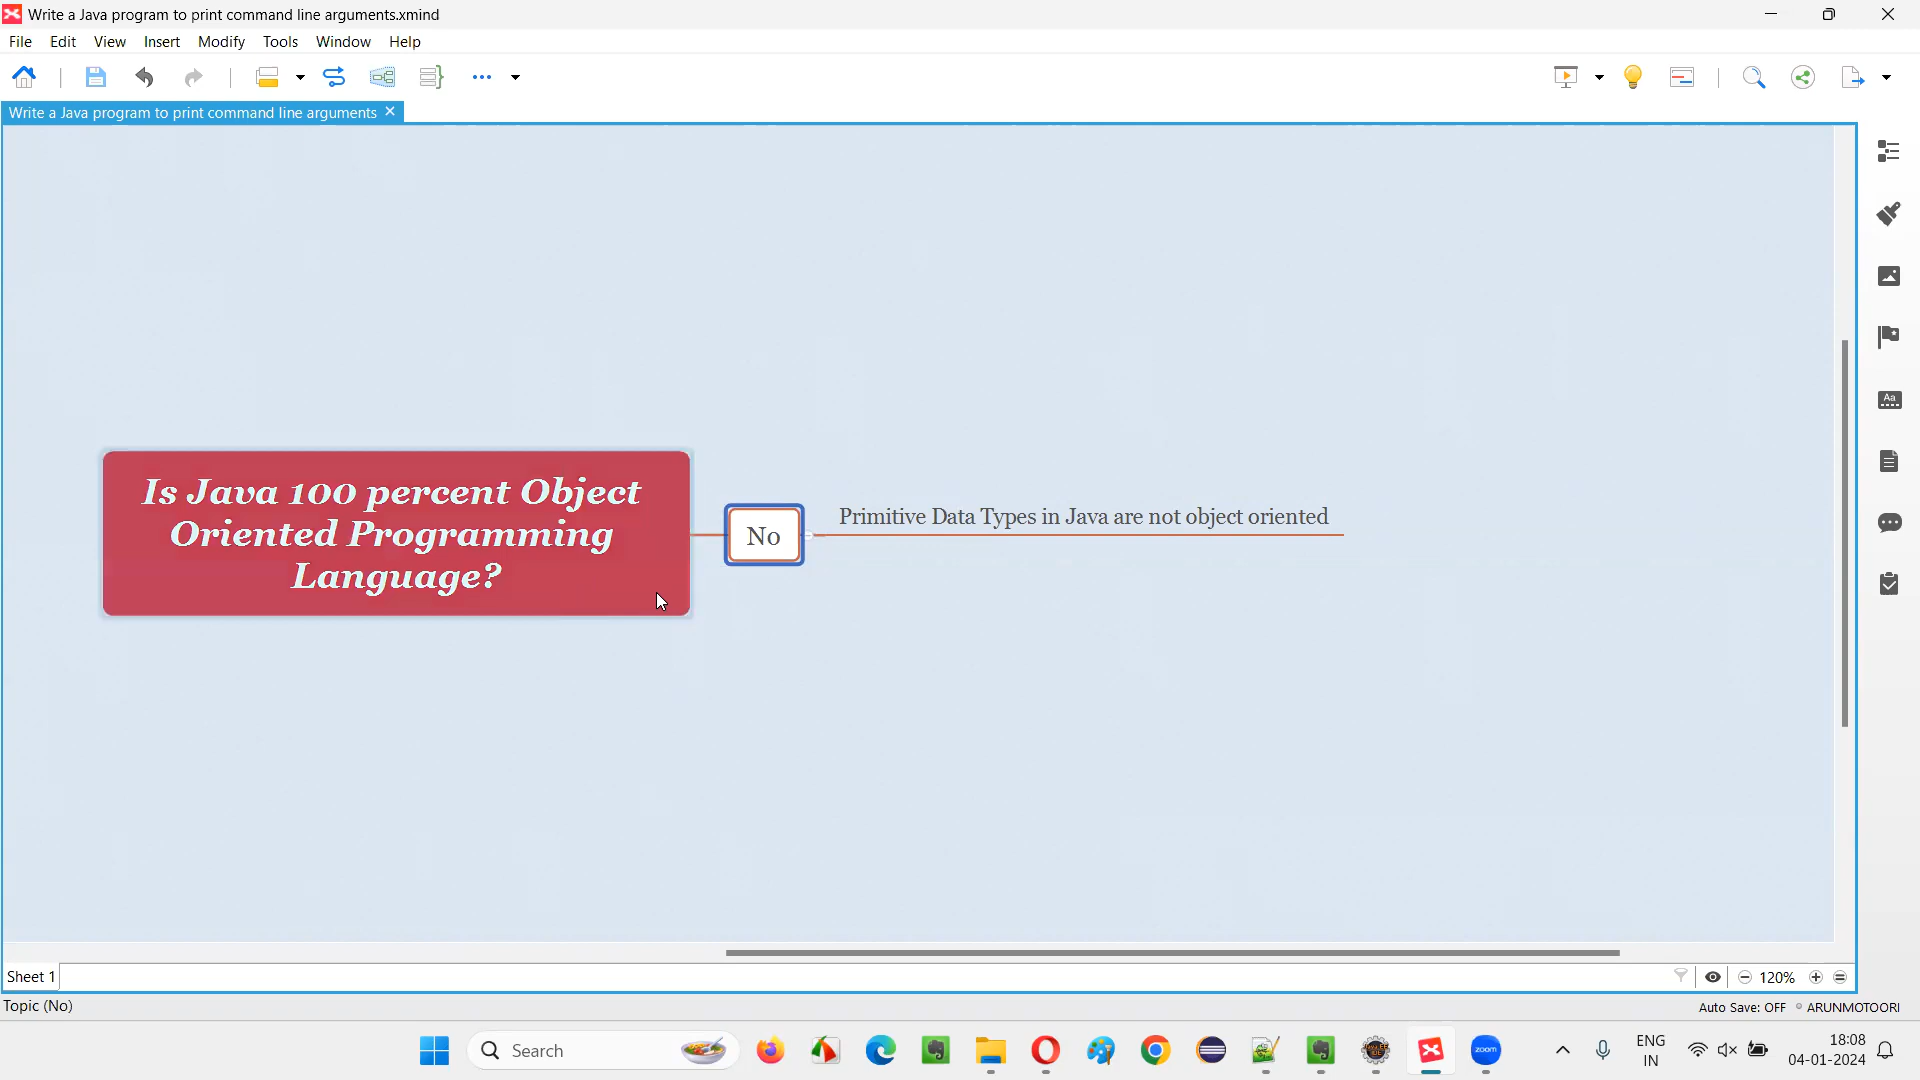 Write a Java program to print command line arguments.xmind
File Edit View Insert Modify Tools Window Help
Write a Java program to print command line arguments
Is Java 100 percent Object
Oriented Programming
Language?
No
Primitive Data Types in Java are not object oriented
Aa
Sheet 1
120%
Topic (No)
Auto Save: OFF ARUNMOTOORI
Search
zoom
ENG
IN
18:08
04-01-2024